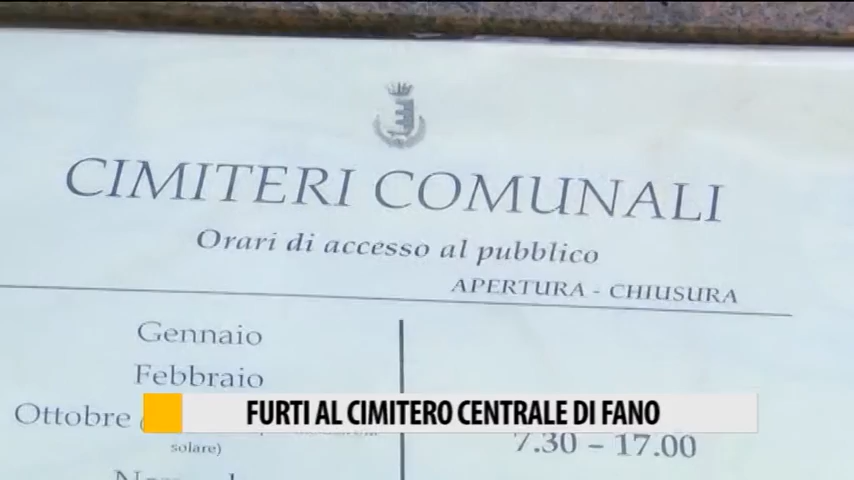 CIMITERI COMUNALI
Orari di accesso al pubblico
APERTURA - CHIUSURA
Gennaio
Febbraio
Ottobre
FURTI AL CIMITERO CENTRALE DI FANO
solare)
7.30 – 17.00